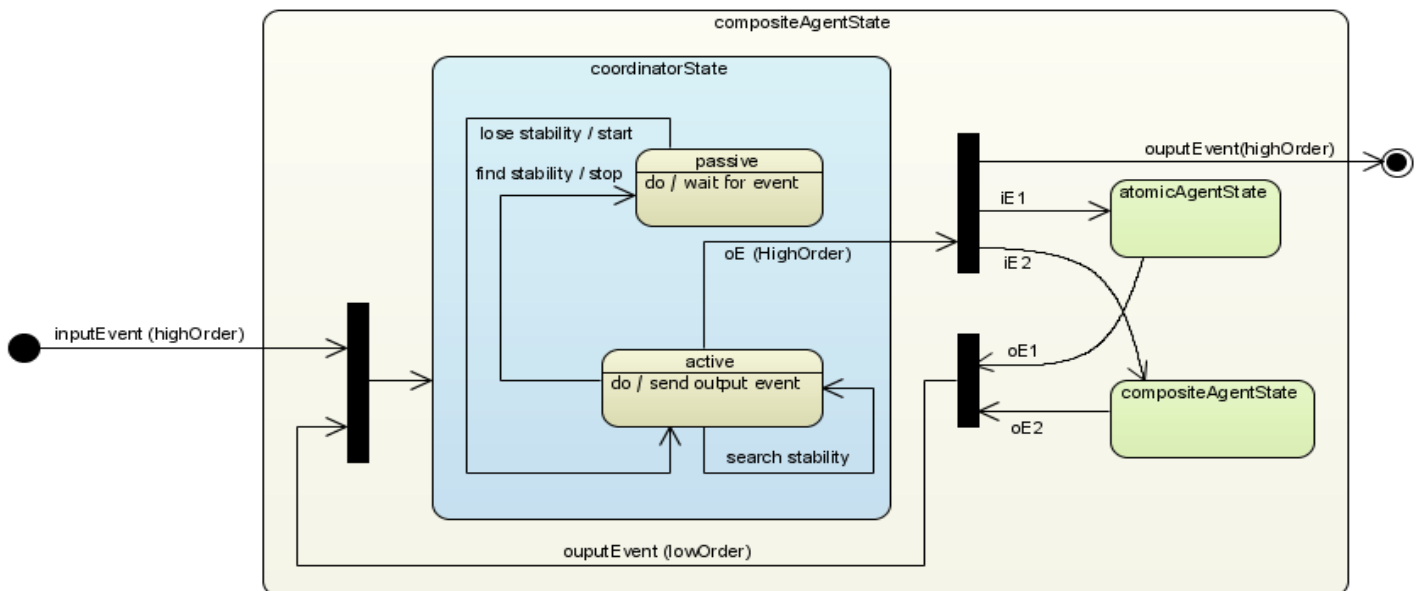 compositeAgentState
coordinatorState
lose stability / start
passive
do / wait for event
find stability / stop
ouputEvent(highOrder)
atomicAgentState
iE1
oE (HighOrder)
iE2
inputEvent (highOrder)
oE1
active
do / send output event
compositeAgentState
oE2
search stability
ouputEvent (lowOrder)